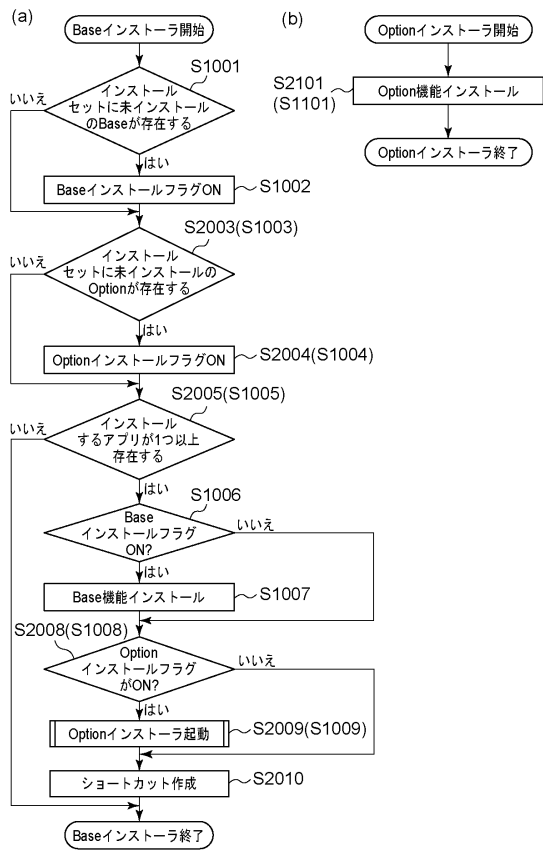 (a)
Baseインストーラ開始
S1001
インストール
セットに未インストール
のBaseが存在する
いいえ
はい
BaseインストールフラグON
S1002
S2003(S1003)
インストール
セットに未インストールの
Optionが存在する
いいえ
はい
OptionインストールフラグON
S2004(S1004)
S2005(S1005)
インストール
するアプリが1つ以上
存在する
いいえ
はい
S1006
Base
インストールフラグ
ON?
いいえ
はい
Base機能インストール
S1007
S2008(S1008)
Option
インストールフラグ
がON?
いいえ
はい
Optionインストーラ起動
S2009(S1009)
ショートカット作成
S2010
Baseインストーラ終了
(b)
Optionインストーラ開始
S2101
(S1101)
Option機能インストール
Optionインストーラ終了